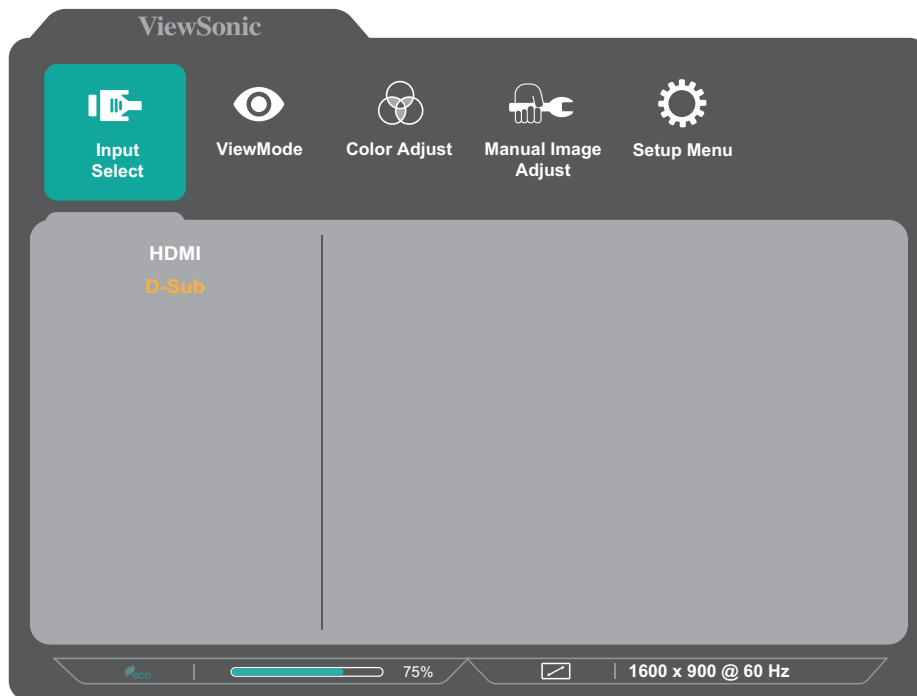 ViewSonic
Input
Select
ViewMode
Color Adjust
Manual Image
Adjust
Setup Menu
HDMI
D-Sub
eco
75%
1600 x 900 @ 60 Hz